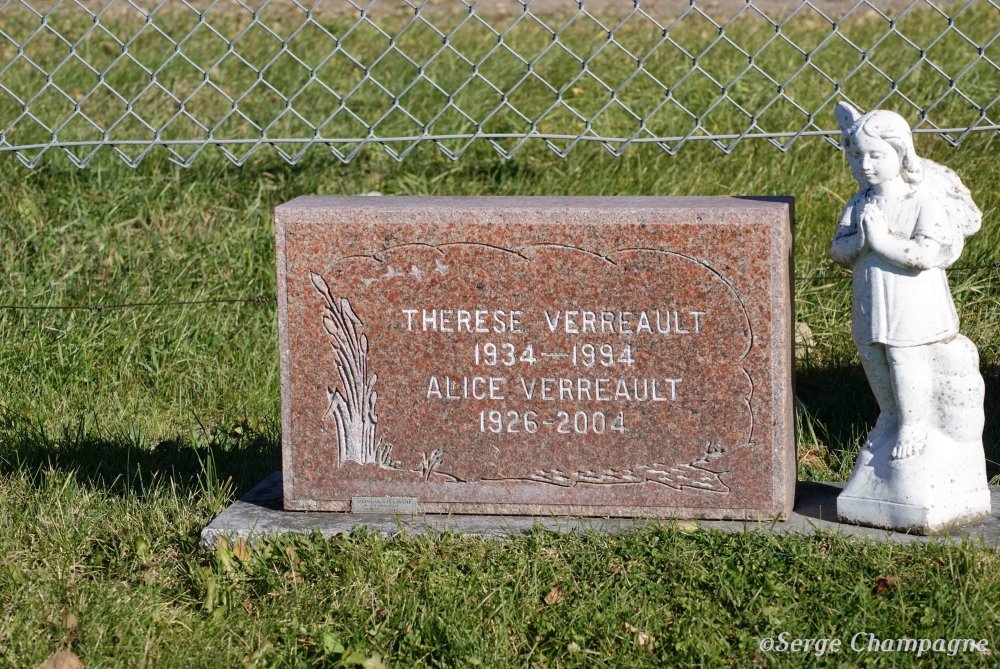 THERESE VERREAULT
1934—1994
ALICE VERREAULT
1926-2004
©Serge Champagne